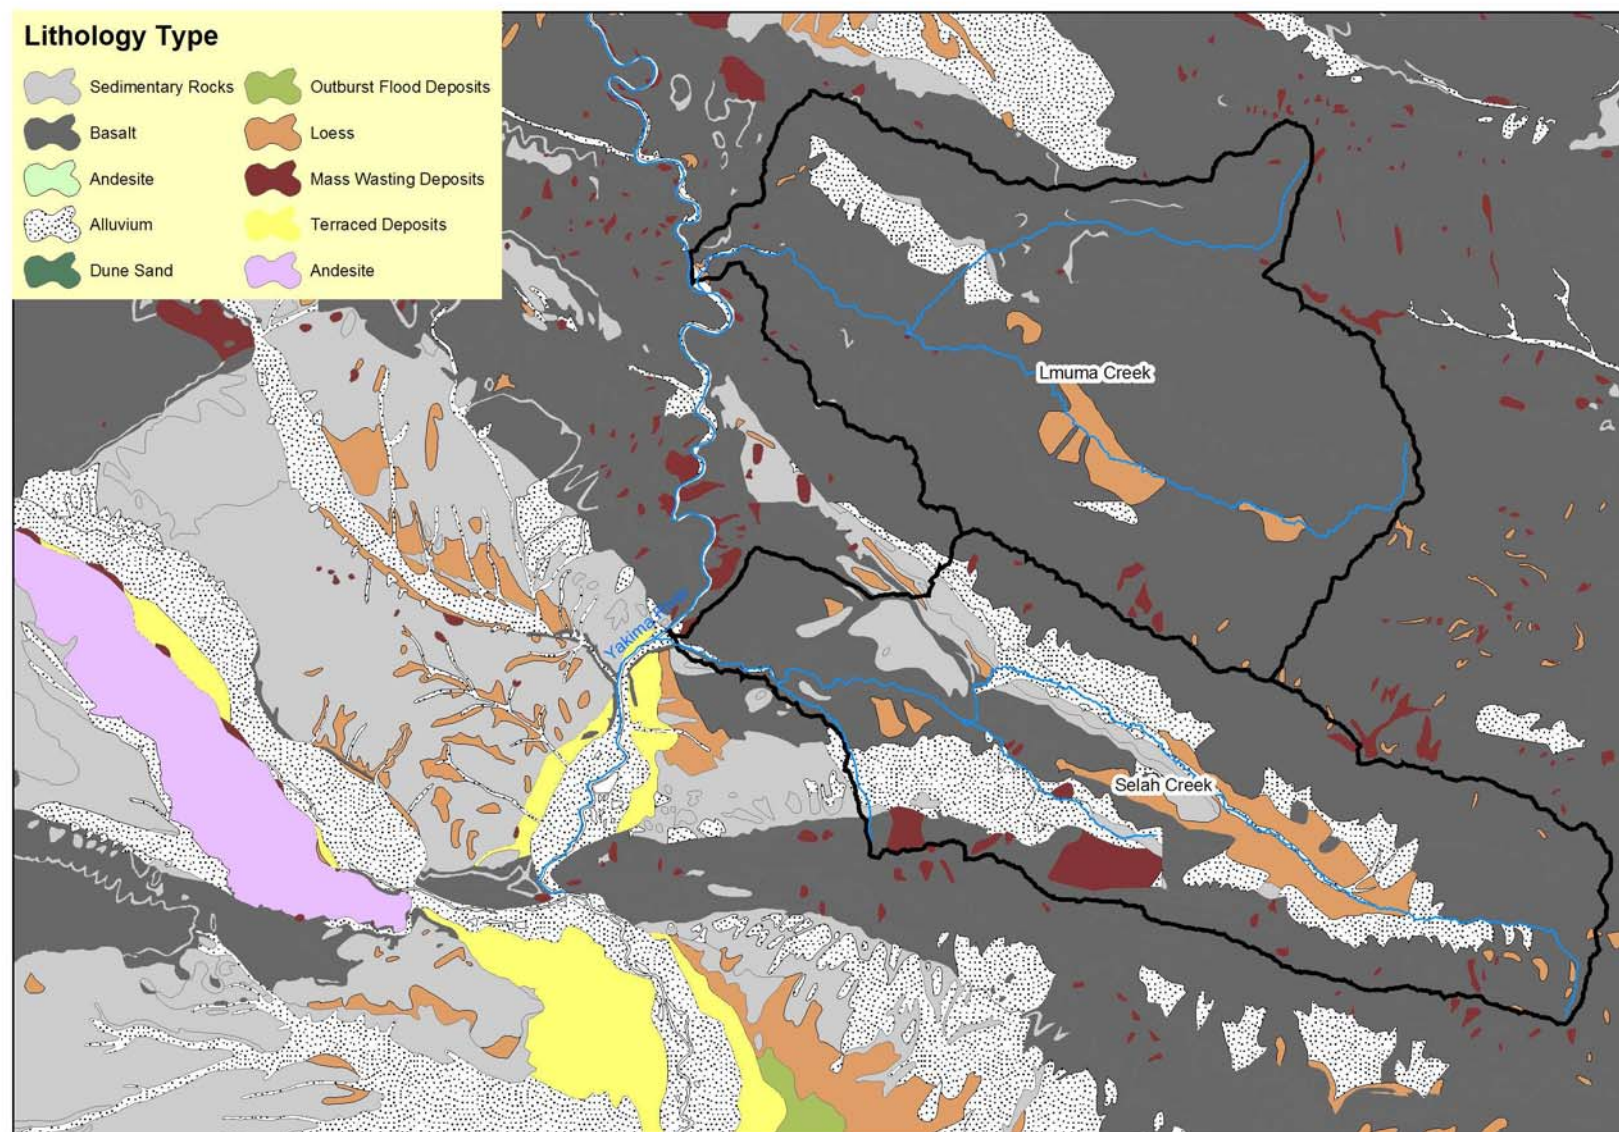 Lithology Type
Sedimentary Rocks
Outburst Flood Deposits
Basalt
Loess
Andesite
Mass Wasting Deposits
Alluvium
Terraced Deposits
Dune Sand
Andesite
Lmuma Creek
Yakima River
Selah Creek